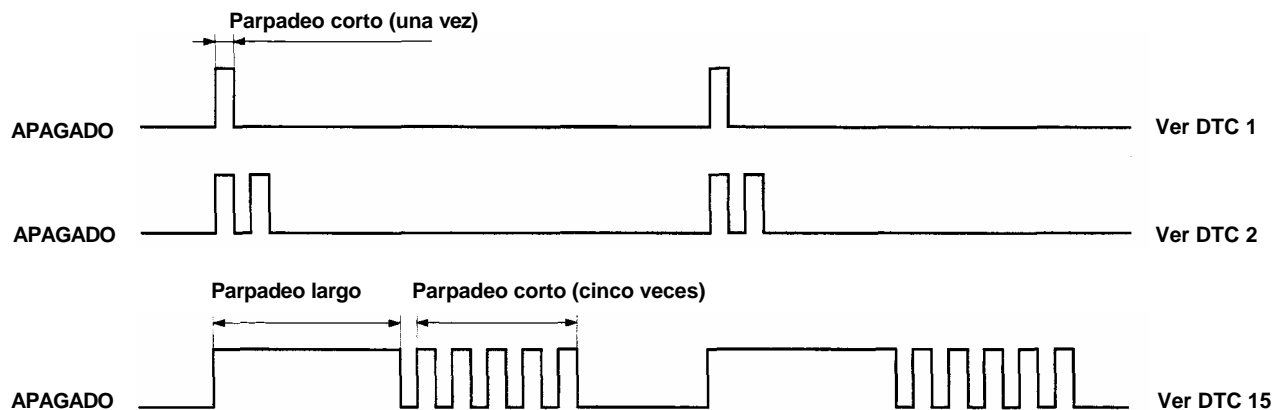 Parpadeo corto (una vez)
APAGADO
Ver DTC 1
APAGADO
Ver DTC 2
Parpadeo largo
Parpadeo corto (cinco veces)
APAGADO
Ver DTC 15